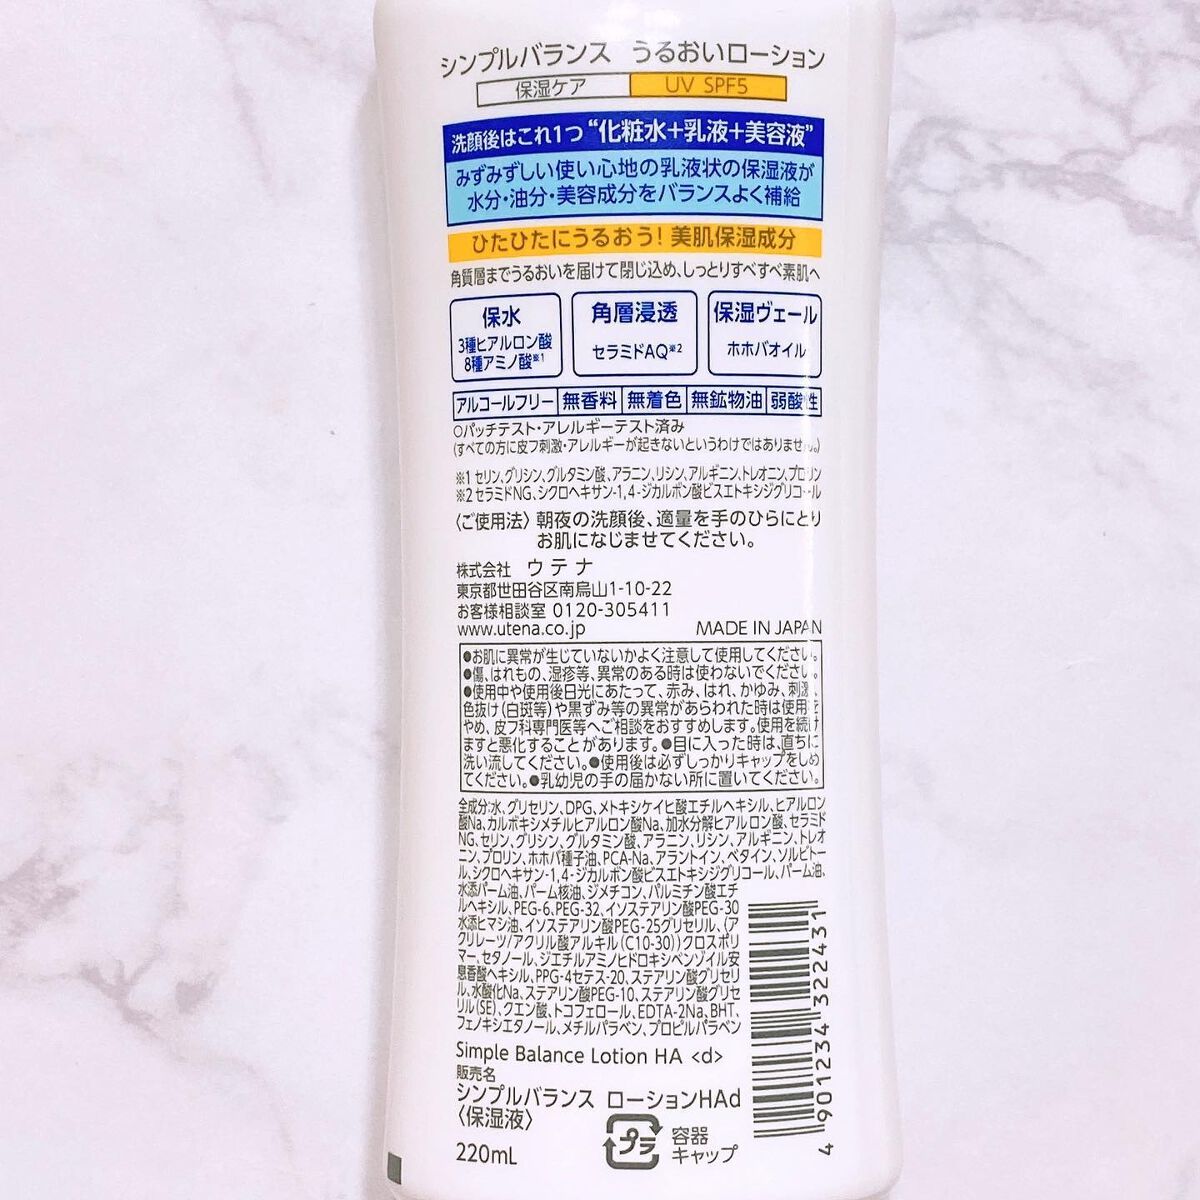 シンプルバランス うるおいローション
保湿ケア UV SPF5
洗顔後はこれ1つ “化粧水+乳液+美容液”
みずみずしい使い心地の乳液状の保湿液が
水分・油分・美容成分をバランスよく補給
ひたひたにうるおう! 美肌保湿成分
角質層までうるおいを届けて閉じ込め、しっとりすべすべ素肌へ
保水
3種ヒアルロン酸
8種アミノ酸※1
角層浸透
セラミドAQ※2
保湿ヴェール
ホホバオイル
アルコールフリー 無香料 無着色 無鉱物油 弱酸性
○パッチテスト・アレルギーテスト済み
(すべての方に皮フ刺激・アレルギーが起きないというわけではありません。)
※1 セリン、グリシン、グルタミン酸、アラニン、リシン、アルギニン、トレオニン、プロリン
※2 セラミドNG、シクロヘキサン-1,4-ジカルボン酸ビスエトキシジグリコール
〈ご使用法〉 朝夜の洗顔後、適量を手のひらにとり
お肌になじませてください。
株式会社 ウテナ
東京都世田谷区南烏山1-10-22
お客様相談室 0120-305411
www.utena.co.jp MADE IN JAPAN
●お肌に異常が生じていないかよく注意して使用してください。
●傷、はれもの、湿疹等、異常のある時は使わないでください。
●使用中や使用後日光にあたって、赤み、はれ、かゆみ、刺激、
色抜け(白斑等)や黒ずみ等の異常があらわれた時は使用を
やめ、皮フ科専門医等へご相談をおすすめします。使用を続け
ますと悪化することがあります。●目に入った時は、直ちに
洗い流してください。●使用後は必ずしっかりキャップをしめ
てください。●乳幼児の手の届かない所に置いてください。
全成分:水、グリセリン、DPG、メトキシケイヒ酸エチルヘキシル、ヒアルロン
酸Na、カルボキシメチルヒアルロン酸Na、加水分解ヒアルロン酸、セラミド
NG、セリン、グリシン、グルタミン酸、アラニン、リシン、アルギニン、トレオ
ニン、プロリン、ホホバ種子油、PCA-Na、アラントイン、ベタイン、ソルビトー
ル、シクロヘキサン-1,4-ジカルボン酸ビスエトキシジグリコール、パーム油、
水添パーム油、パーム核油、ジメチコン、パルミチン酸エチ
ルヘキシル、PEG-6、PEG-32、イソステアリン酸PEG-30
水添ヒマシ油、イソステアリン酸PEG-25グリセリル、(ア
クリレーツ/アクリル酸アルキル(C10-30))クロスポリ
マー、セタノール、ジエチルアミノヒドロキシベンゾイル安
息香酸ヘキシル、PPG-4セテス-20、ステアリン酸グリセリ
ル、水酸化Na、ステアリン酸PEG-10、ステアリン酸グリセ
リル(SE)、クエン酸、トコフェロール、EDTA-2Na、BHT、
フェノキシエタノール、メチルパラベン、プロピルパラベン
Simple Balance Lotion HA <d>
販売名
シンプルバランス ローションHAd
〈保湿液〉
220mL
プラ
容器
キャップ
4 901234 322431